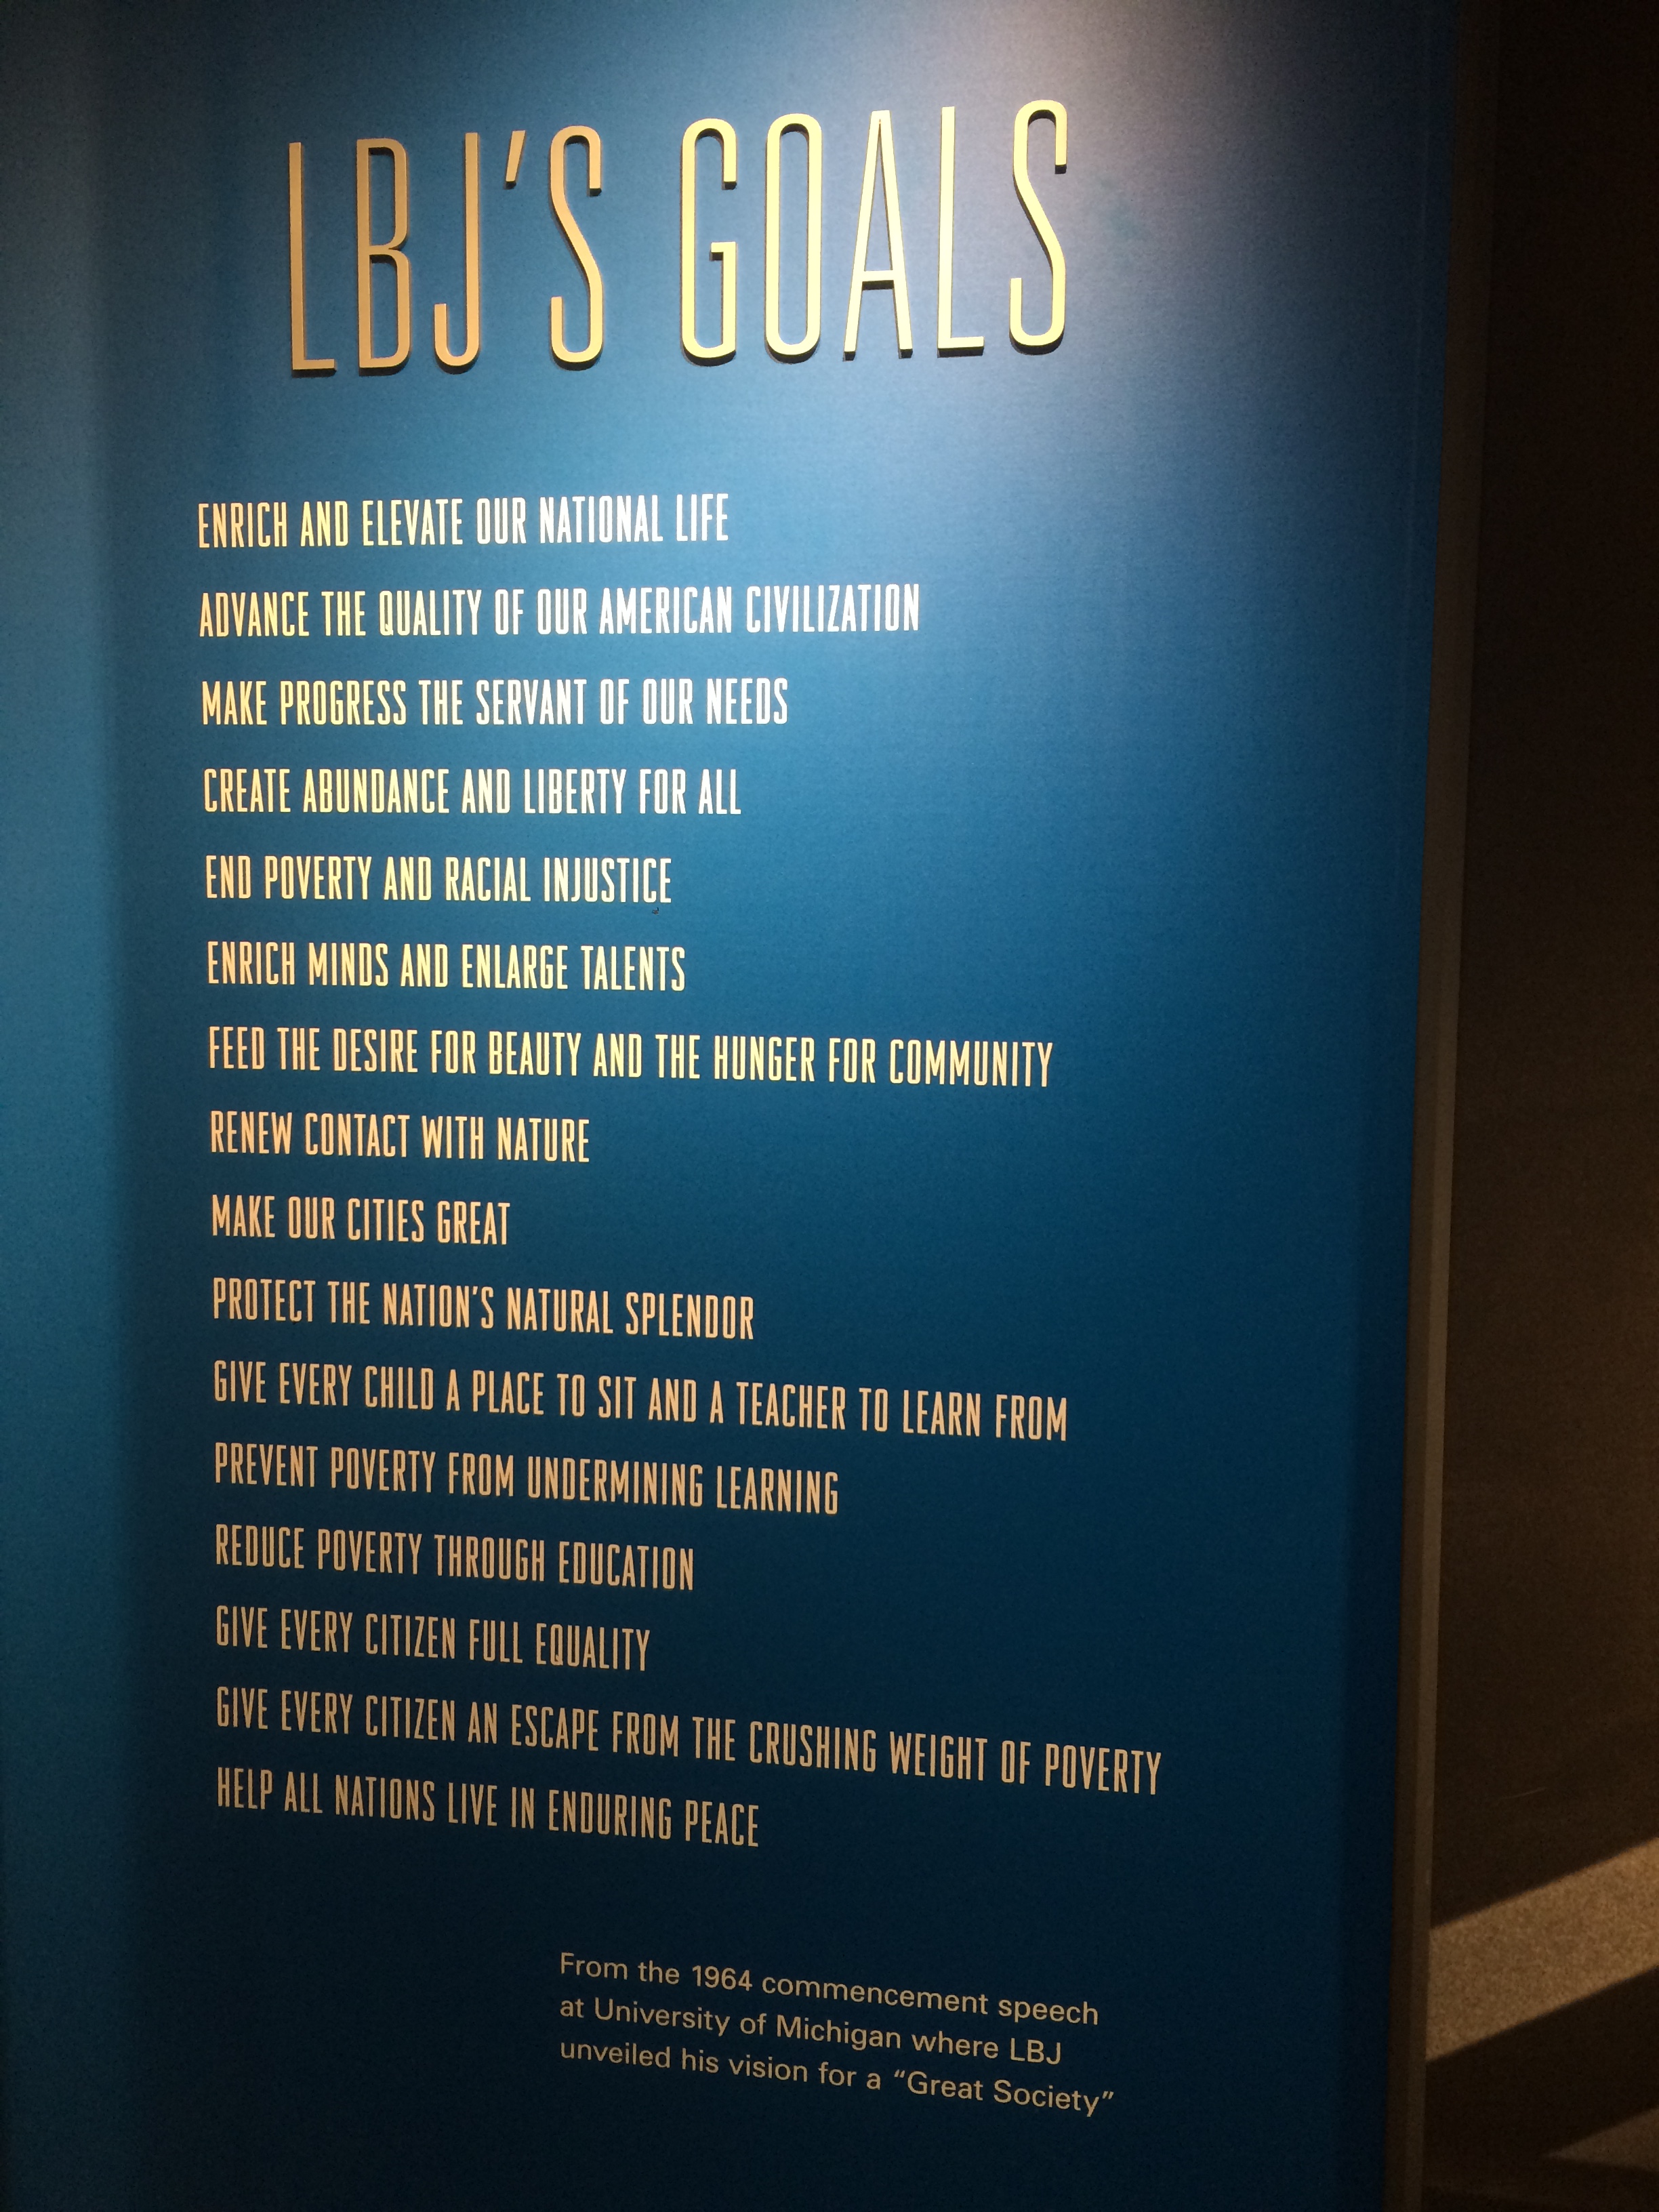 LBJ'S GOALS
ENRICH AND ELEVATE OUR NATIONAL LIFE
ADVANCE THE QUALITY OF OUR AMERICAN CIVILIZATION
MAKE PROGRESS THE SERVANT OF OUR NEEDS
CREATE ABUNDANCE AND LIBERTY FOR ALL
END POVERTY AND RACIAL INJUSTICE
ENRICH MINDS AND ENLARGE TALENTS
FEED THE DESIRE FOR BEAUTY AND THE HUNGER FOR COMMUNITY
RENEW CONTACT WITH NATURE
MAKE OUR CITIES GREAT
PROTECT THE NATION'S NATURAL SPLENDOR
GIVE EVERY CHILD A PLACE TO SIT AND A TEACHER TO LEARN FROM
PREVENT POVERTY FROM UNDERMINING LEARNING
REDUCE POVERTY THROUGH EDUCATION
GIVE EVERY CITIZEN FULL EQUALITY
GIVE EVERY CITIZEN AN ESCAPE FROM THE CRUSHING WEIGHT OF POVERTY
HELP ALL NATIONS LIVE IN ENDURING PEACE
From the 1964 commencement speech
at University of Michigan where LBJ
unveiled his vision for a “Great Society”